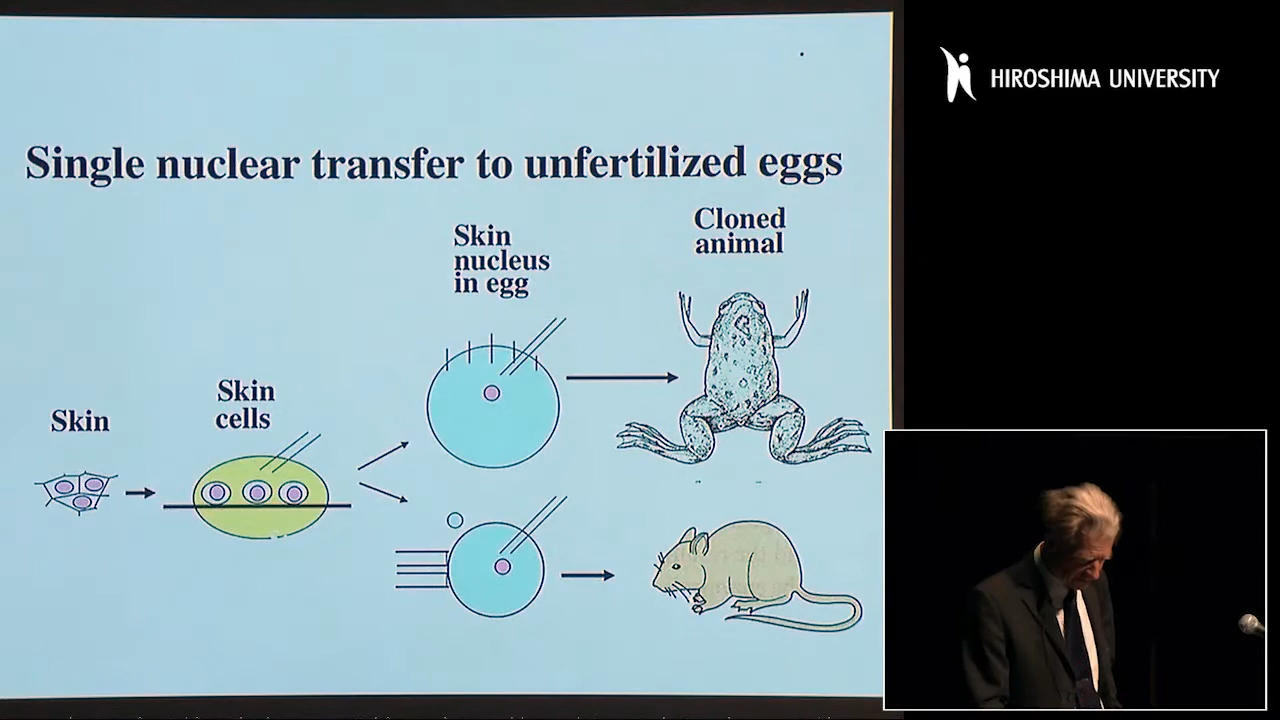 HIROSHIMA UNIVERSITY
Single nuclear transfer to unfertilized eggs
Cloned
animal
Skin
nucleus
in egg
Skin
cells
Skin